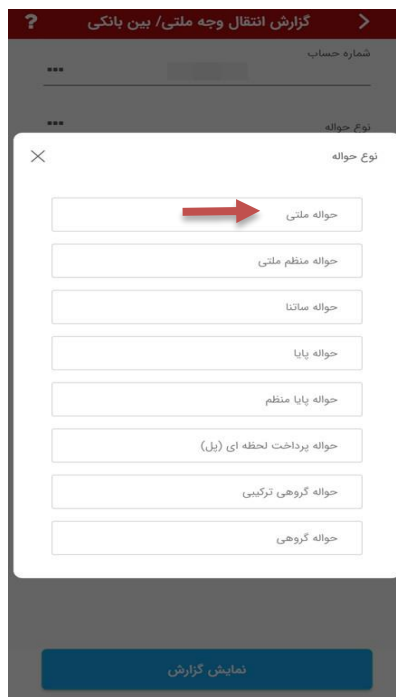 گزارش انتقال وجه ملتی/ بین بانکی
?
شماره حساب
نوع حواله
نوع حواله
حواله ملتی
حواله منظم ملتی
حواله ساتنا
حواله پایا
حواله پایا منظم
حواله پرداخت لحظه ای (پل)
حواله گروهی ترکیبی
حواله گروهی
نمایش گزارش